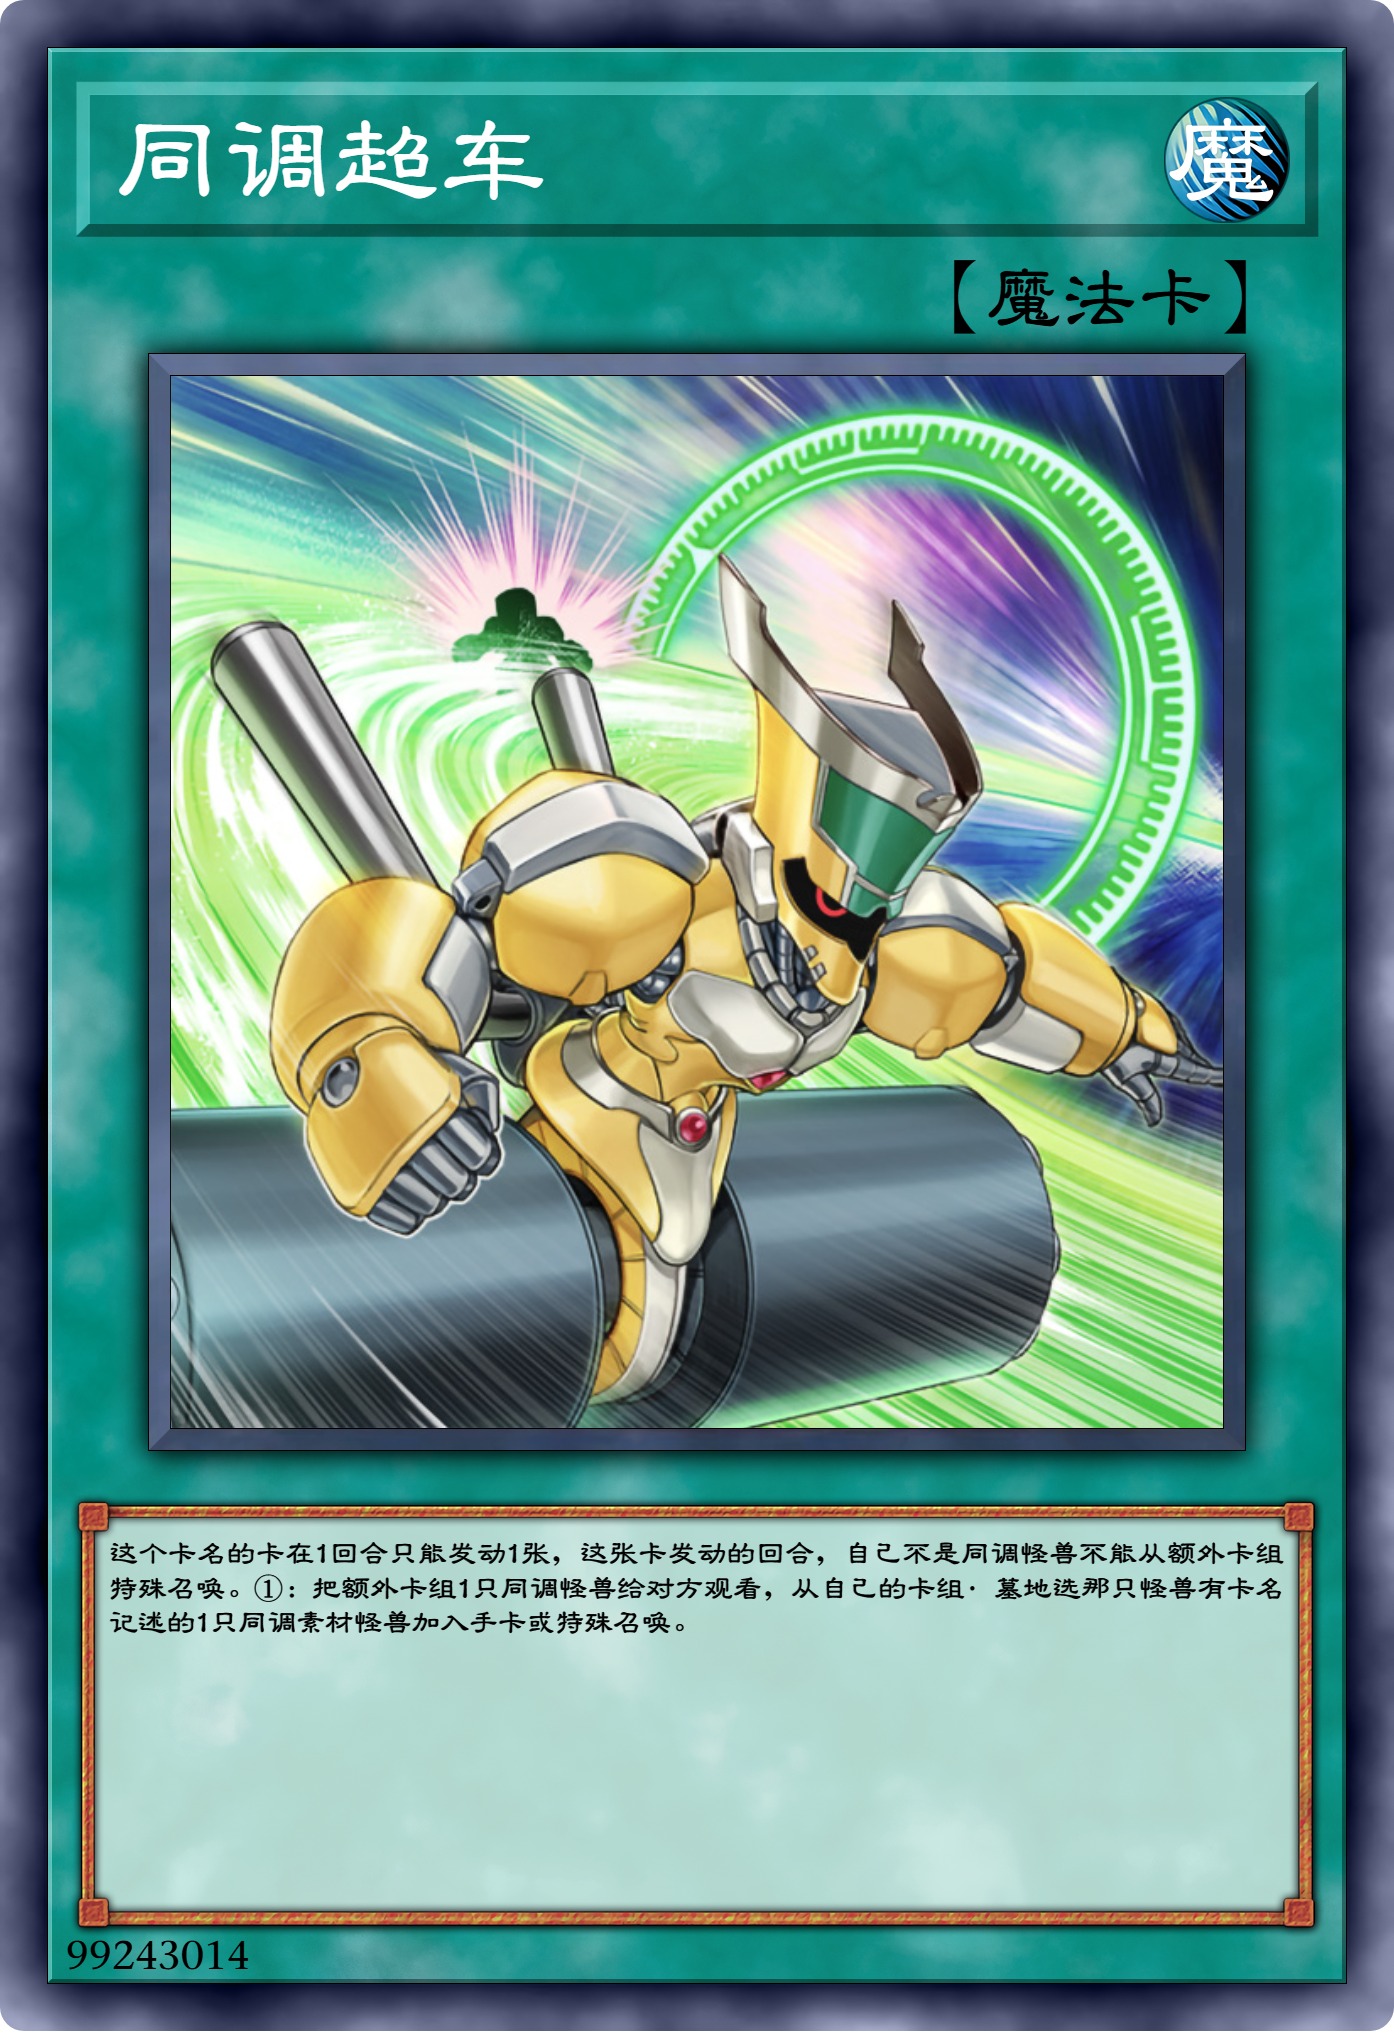 同调超车
魔
【魔法卡】
这个卡名的卡在1回合只能发动1张，这张卡发动的回合，自己不是同调怪兽不能从额外卡组
特殊召唤。①：把额外卡组1只同调怪兽给对方观看，从自己的卡组·墓地选那只怪兽有卡名
记述的1只同调素材怪兽加入手卡或特殊召唤。
99243014